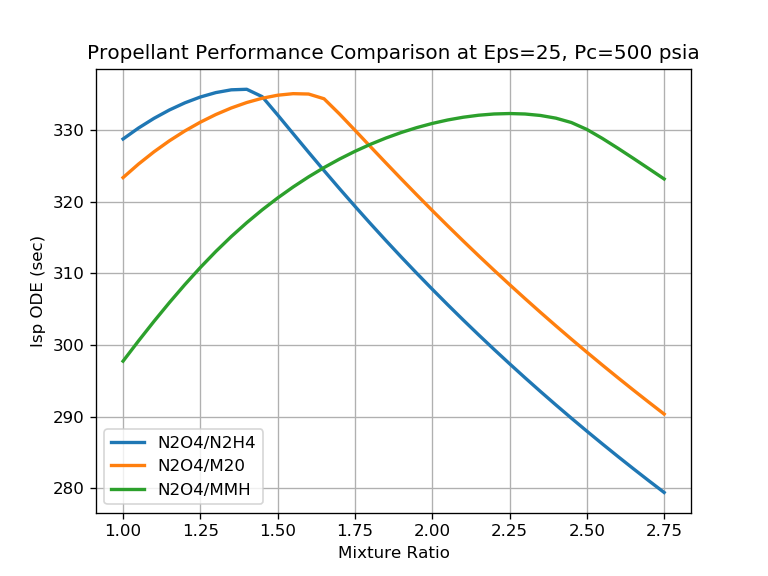 Propellant Performance Comparison at Eps=25, Pc=500 psia
Isp ODE (sec)
330
320
310
300
290
280
N2O4/N2H4
N2O4/M20
N2O4/MMH
1.00 1.25 1.50 1.75 2.00 2.25 2.50 2.75
Mixture Ratio